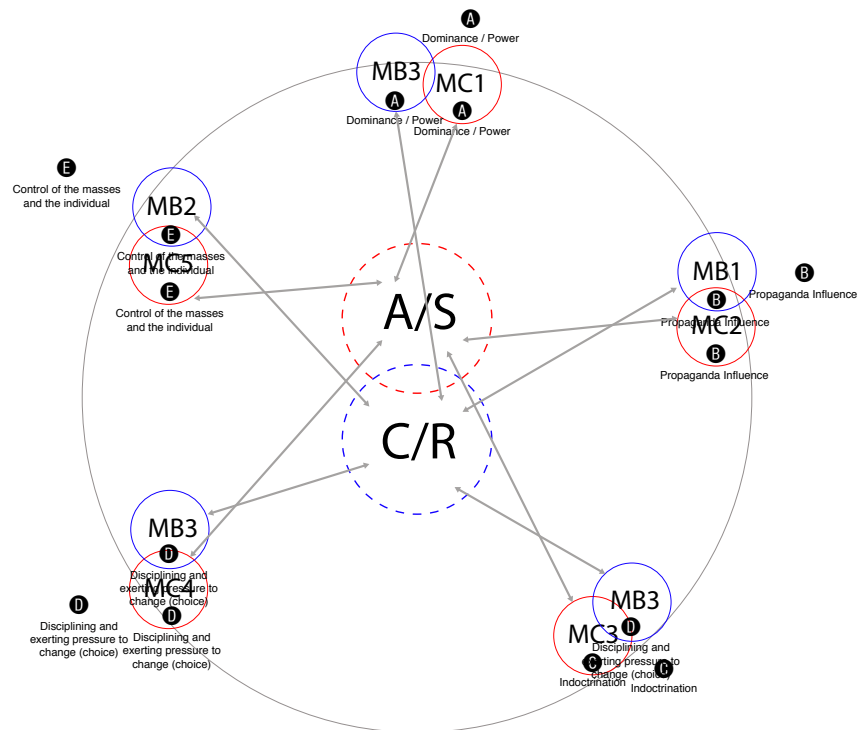 A
Dominance / Power
MB3
A
Dominance / Power
MC1
A
Dominance / Power
E
Control of the masses
and the individual
MB2
E
Control of the masses
and the individual
MC5
E
Control of the masses
and the individual
A/S
C/R
MB1
B
Propaganda Influence
B
Propaganda Influence
MC2
B
Propaganda Influence
MB3
D
Disciplining and
exerting pressure to
change (choice)
MC4
D
Disciplining and
exerting pressure to
change (choice)
D
Disciplining and
exerting pressure to
change (choice)
MB3
D
Disciplining and
exerting pressure to
change (choice)
MC3
C
Indoctrination
C
Indoctrination